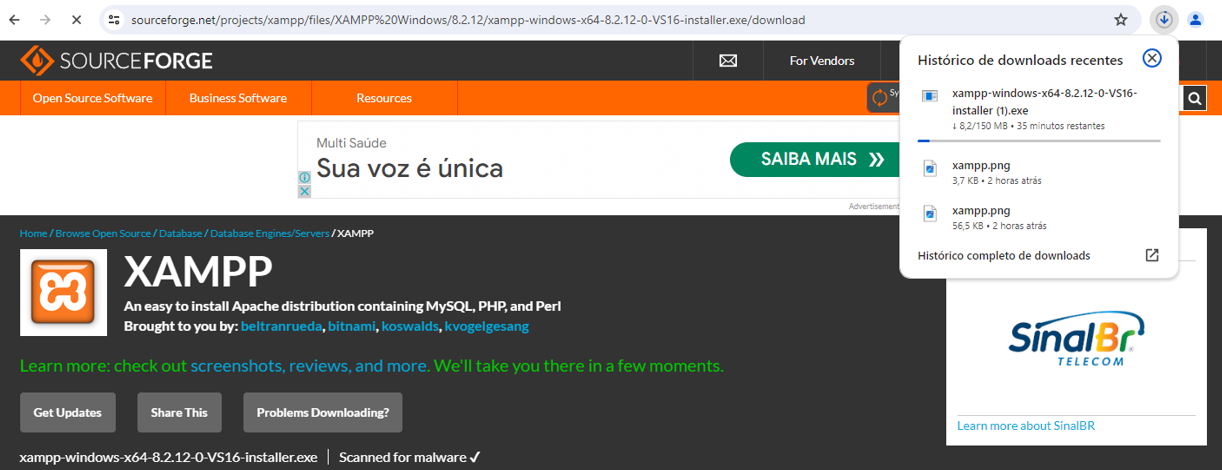 sourceforge.net/projects/xampp/files/XAMPP%20Windows/8.2.12/xampp-windows-x64-8.2.12-0-VS16-installer.exe/download
SOURCEFORGE
For Vendors
Open Source Software
Business Software
Resources
Histórico de downloads recentes
xampp-windows-x64-8.2.12-0-VS16-
installer (1).exe
↓ 8,2/150 MB • 35 minutos restantes
xampp.png
3,7 KB • 2 horas atrás
xampp.png
56,5 KB • 2 horas atrás
Histórico completo de downloads
Multi Saúde
Sua voz é única
SAIBA MAIS
Advertisement
Home / Browse Open Source / Database / Database Engines/Servers / XAMPP
XAMPP
An easy to install Apache distribution containing MySQL, PHP, and Perl
Brought to you by: beltranrueda, bitnami, koswalds, kvogelgesang
Learn more: check out screenshots, reviews, and more. We'll take you there in a few moments.
Get Updates
Share This
Problems Downloading?
xampp-windows-x64-8.2.12-0-VS16-installer.exe | Scanned for malware ✓
SinalBr
TELECOM
Learn more about SinalBR